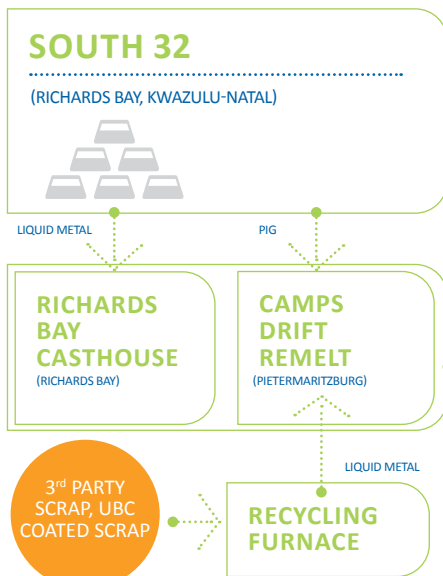 SOUTH 32
(RICHARDS BAY, KWAZULU-NATAL)
LIQUID METAL
PIG
RICHARDS
BAY
CASTHOUSE
(RICHARDS BAY)
CAMPS
DRIFT
REMELT
(PIETERMARITZBURG)
LIQUID METAL
3rd PARTY
SCRAP, UBC
COATED SCRAP
RECYCLING
FURNACE